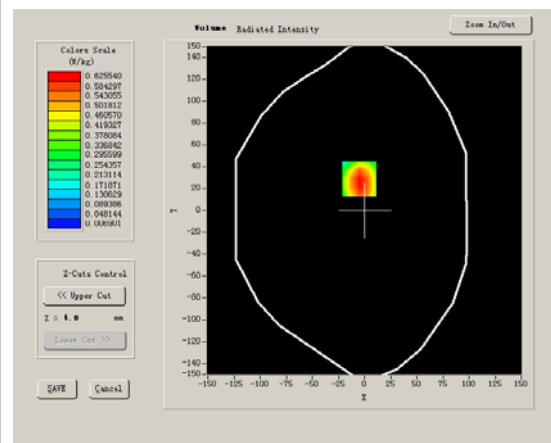 Volume Radiated Intensity
Zoom In/Out
Colors Scale
(W/kg)
0.625540
0.584297
0.543055
0.501812
0.460570
0.419327
0.378084
0.336842
0.295599
0.254357
0.213114
0.171871
0.130629
0.089386
0.048144
0.006901
Z-Cuts Control
<< Upper Cut
Z = 4.0 mm
Lower Cut >>
SAVE
Cancel
150
140
120
100
80
60
40
20
0
-20
-40
-60
-80
-100
-120
-140
-150
Y
-150 -125 -100 -75 -50 -25 0 25 50 75 100 125 150
X